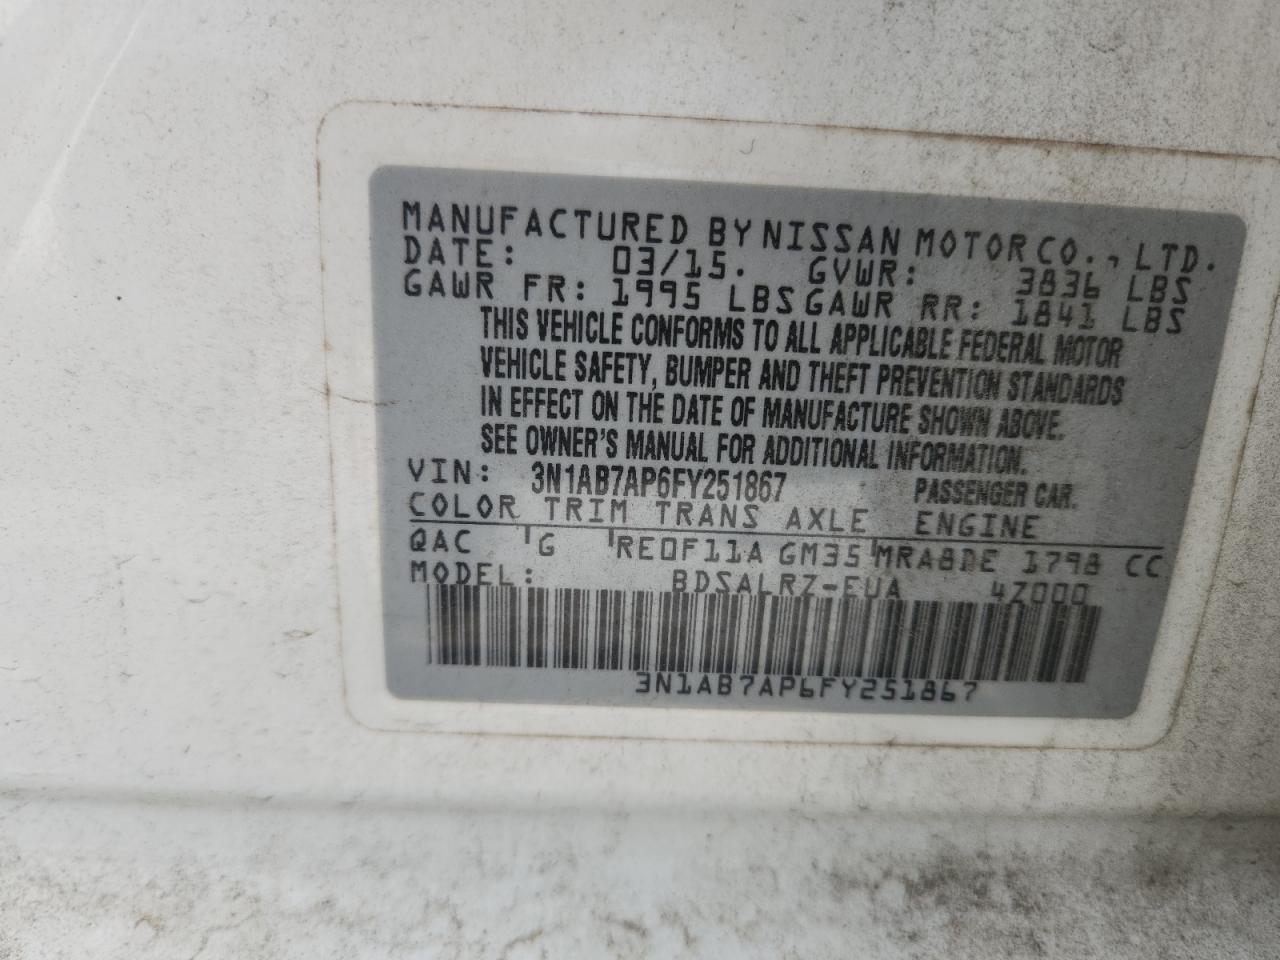 MANUFACTURED BY NISSAN MOTOR CO., LTD.
DATE: 03/15. GVWR: 3836 LBS
GAWR FR: 1995 LBS GAWR RR: 1841 LBS
THIS VEHICLE CONFORMS TO ALL APPLICABLE FEDERAL MOTOR
VEHICLE SAFETY, BUMPER AND THEFT PREVENTION STANDARDS
IN EFFECT ON THE DATE OF MANUFACTURE SHOWN ABOVE.
SEE OWNER'S MANUAL FOR ADDITIONAL INFORMATION.
VIN: 3N1AB7AP6FY251867 PASSENGER CAR.
COLOR TRIM TRANS AXLE ENGINE
QAC G RE0F11A GM35 MRA8DE 1798 CC
MODEL: BDSALRZ-EUA 4Z000
3N1AB7AP6FY251867